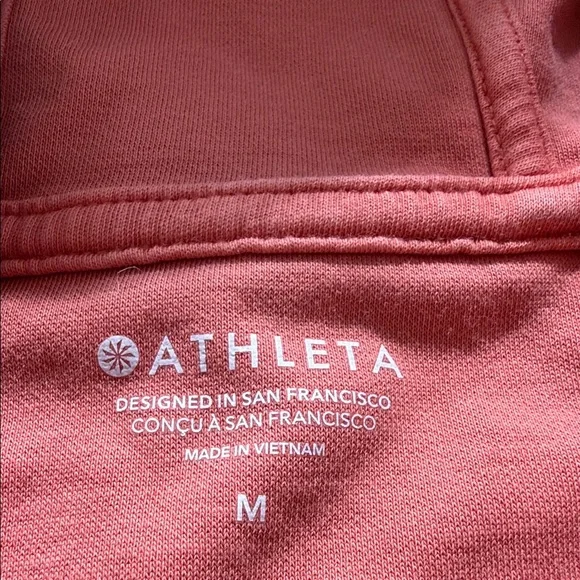 ATHLETA
DESIGNED IN SAN FRANCISCO
CONÇU À SAN FRANCISCO
MADE IN VIETNAM
M